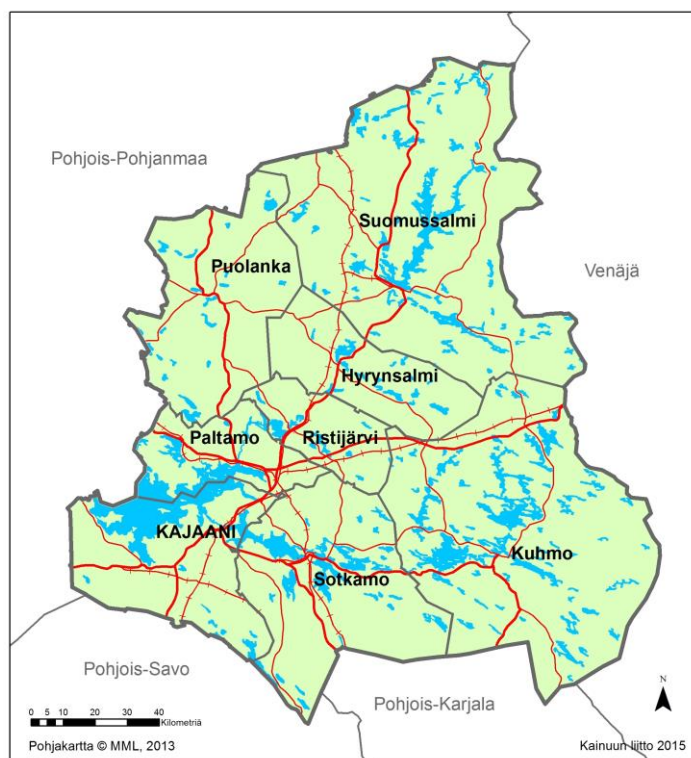 Pohjois-Pohjanmaa
Suomussalmi
Puolanka
Venäjä
Hyrynsalmi
Paltamo
Ristijärvi
KAJAANI
Kuhmo
Sotkamo
Pohjois-Savo
Pohjois-Karjala
N
0 5 10 20 30 40
Kilometriä
Pohjakartta © MML, 2013
Kainuun liitto 2015